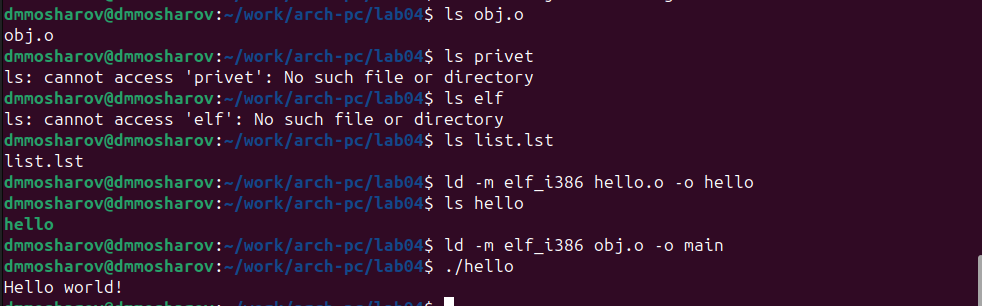 dmmosharov@dmmosharov:~/work/arch-pc/lab04$ ls obj.o
obj.o
dmmosharov@dmmosharov:~/work/arch-pc/lab04$ ls privet
ls: cannot access 'privet': No such file or directory
dmmosharov@dmmosharov:~/work/arch-pc/lab04$ ls elf
ls: cannot access 'elf': No such file or directory
dmmosharov@dmmosharov:~/work/arch-pc/lab04$ ls list.lst
list.lst
dmmosharov@dmmosharov:~/work/arch-pc/lab04$ ld -m elf_i386 hello.o -o hello
dmmosharov@dmmosharov:~/work/arch-pc/lab04$ ls hello
hello
dmmosharov@dmmosharov:~/work/arch-pc/lab04$ ld -m elf_i386 obj.o -o main
dmmosharov@dmmosharov:~/work/arch-pc/lab04$ ./hello
Hello world!
dmmosharov@dmmosharov:~/work/arch-pc/lab04$